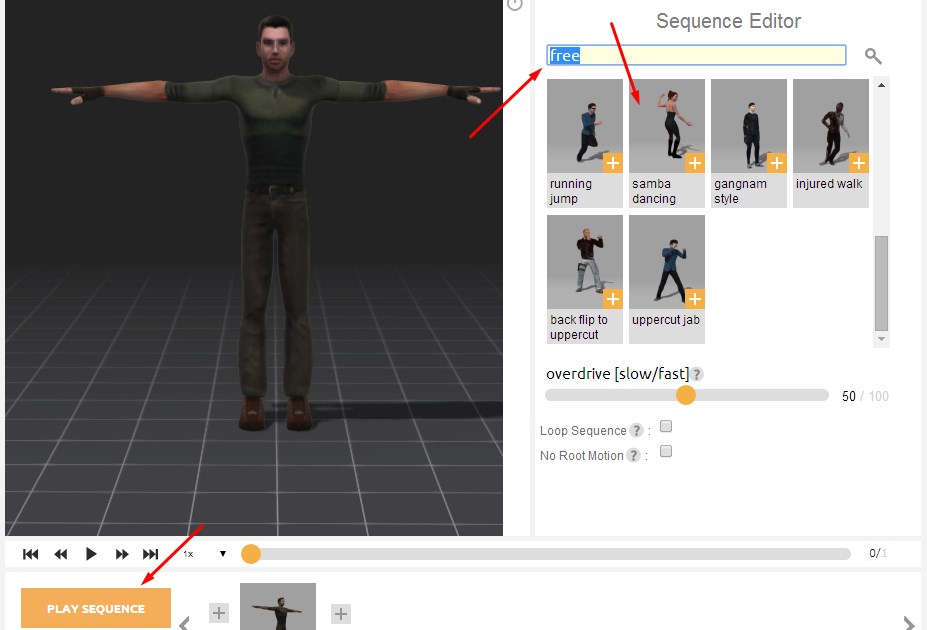 Sequence Editor
free
running jump
samba dancing
gangnam style
injured walk
back flip to uppercut
uppercut jab
overdrive [slow/fast] ?
50 / 100
Loop Sequence ? :
No Root Motion ? :
1x
0/1
PLAY SEQUENCE